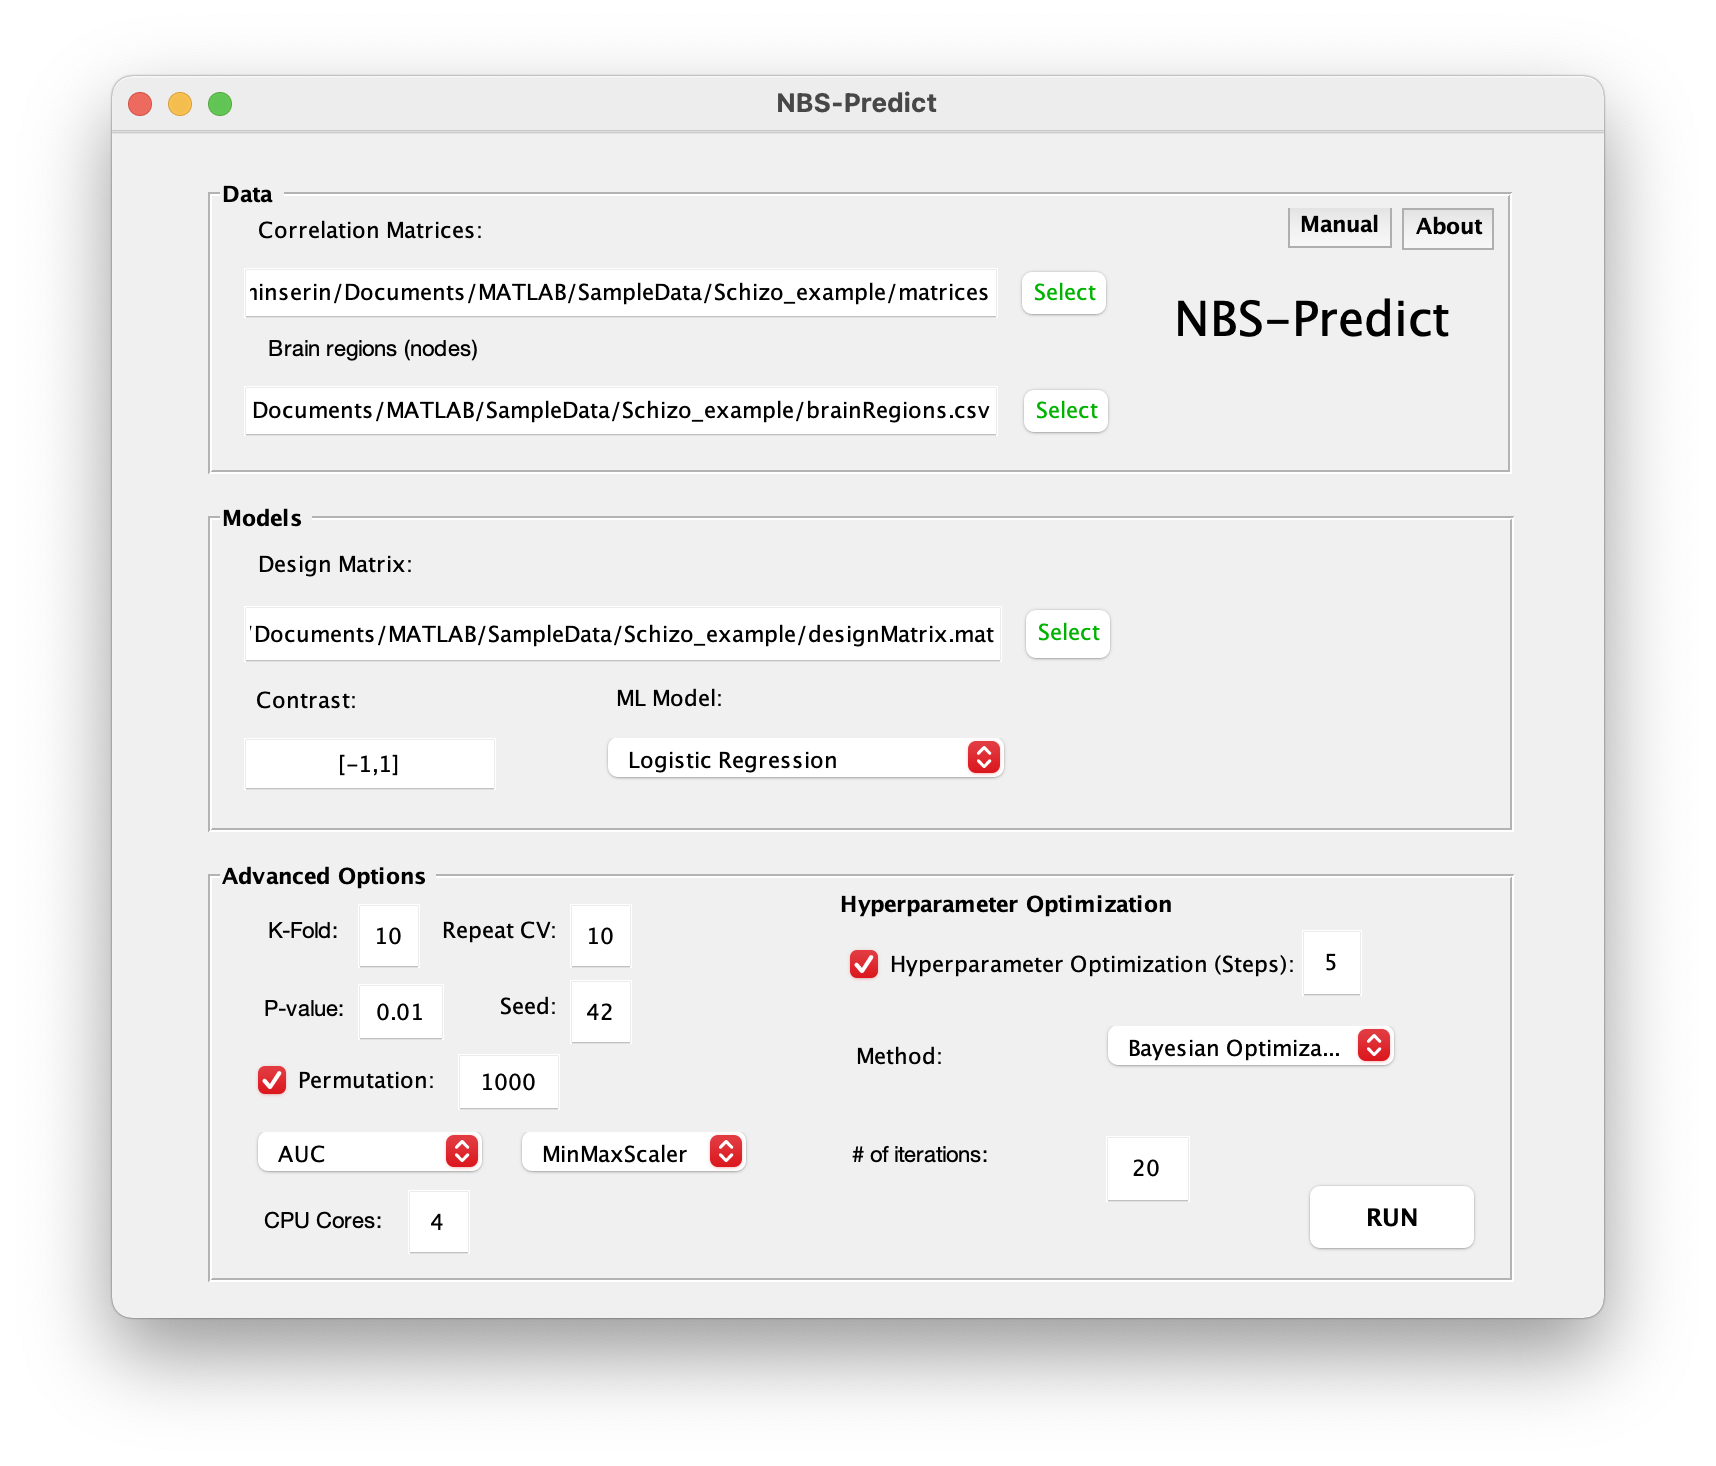 NBS-Predict
Data
Manual
About
Correlation Matrices:
/Documents/MATLAB/SampleData/Schizo_example/matrices
Select
NBS-Predict
Brain regions (nodes)
Documents/MATLAB/SampleData/Schizo_example/brainRegions.csv
Select
Models
Design Matrix:
/Documents/MATLAB/SampleData/Schizo_example/designMatrix.mat
Select
Contrast:
ML Model:
[-1,1]
Logistic Regression
Advanced Options
K-Fold: 10 Repeat CV: 10
P-value: 0.01 Seed: 42
Permutation: 1000
AUC MinMaxScaler
CPU Cores: 4
Hyperparameter Optimization
Hyperparameter Optimization (Steps): 5
Method: Bayesian Optimiza...
# of iterations: 20
RUN